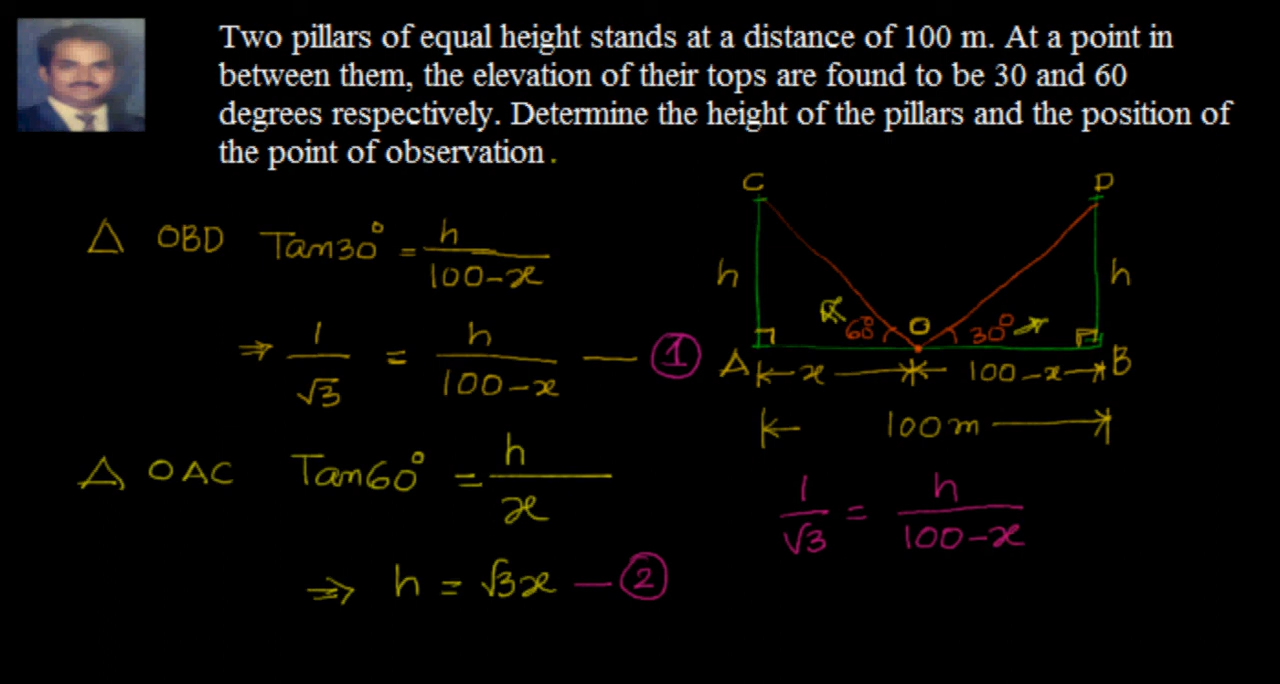 Two pillars of equal height stands at a distance of 100 m. At a point in
between them, the elevation of their tops are found to be 30 and 60
degrees respectively. Determine the height of the pillars and the position of
the point of observation.
△ OBD Tan30° = h / 100-x
⇒ 1 / √3 = h / 100-x — ①
△ OAC Tan60° = h / x
⇒ h = √3x — ②
C D
h h
60° O 30°
A x 100-x B
100m
1 / √3 = h / 100-x